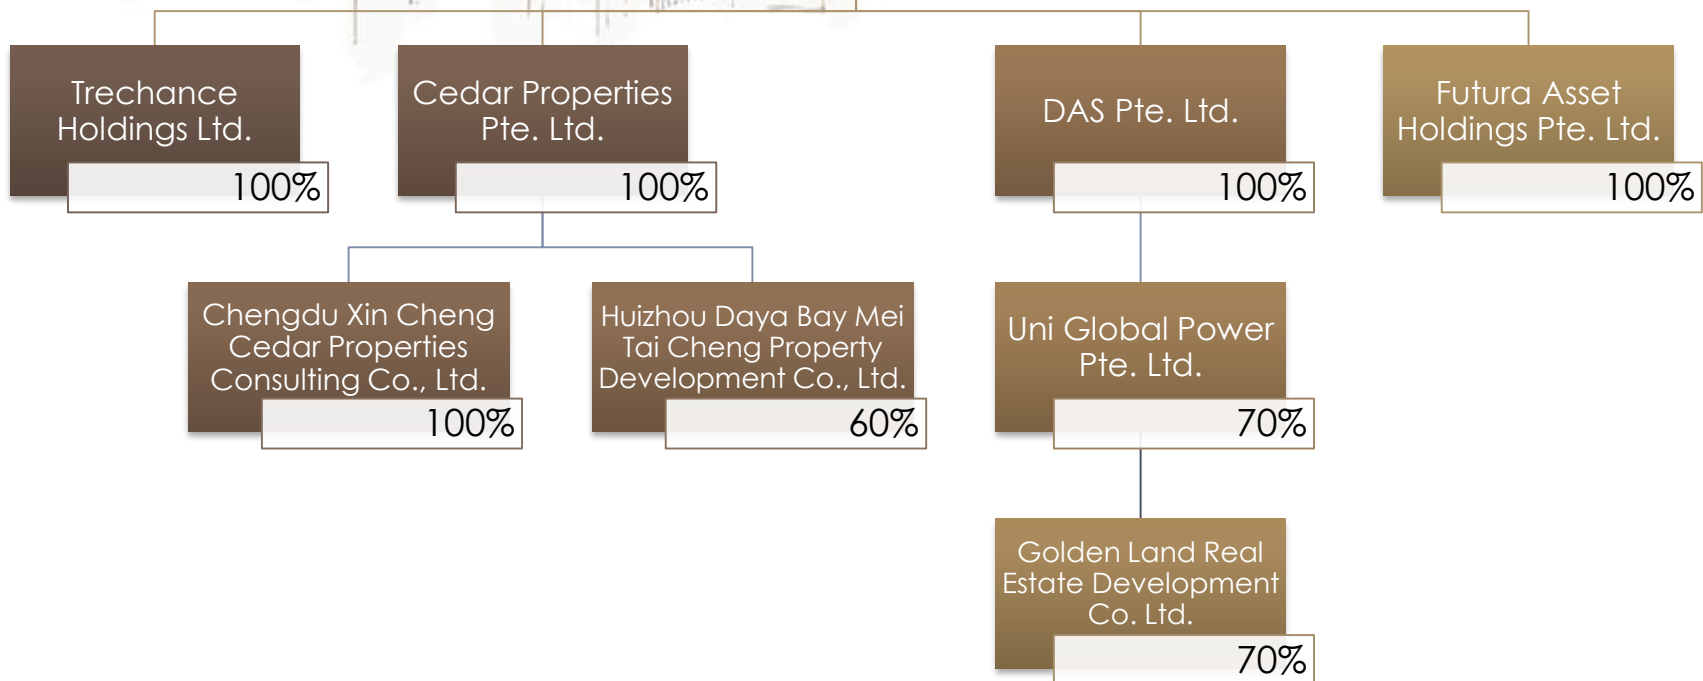 Trechance
Holdings Ltd.
100%
Cedar Properties
Pte. Ltd.
100%
DAS Pte. Ltd.
100%
Futura Asset
Holdings Pte. Ltd.
100%
Chengdu Xin Cheng
Cedar Properties
Consulting Co., Ltd.
100%
Huizhou Daya Bay Mei
Tai Cheng Property
Development Co., Ltd.
60%
Uni Global Power
Pte. Ltd.
70%
Golden Land Real
Estate Development
Co. Ltd.
70%